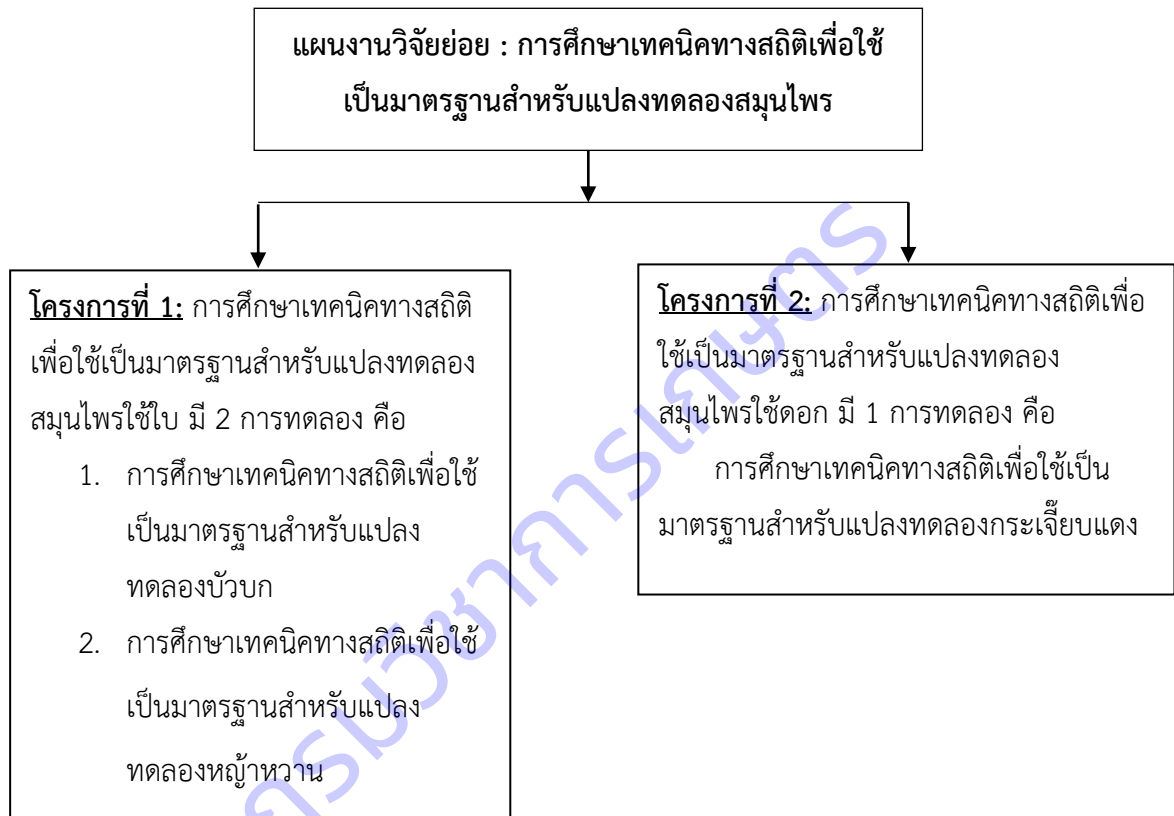 แผนงานวิจัยย่อย : การศึกษาเทคนิคทางสถิติเพื่อใช้
เป็นมาตรฐานสำหรับแปลงทดลองสมุนไพร
โครงการที่ 1: การศึกษาเทคนิคทางสถิติ
เพื่อใช้เป็นมาตรฐานสำหรับแปลงทดลอง
สมุนไพรใช้ใบ มี 2 การทดลอง คือ
1. การศึกษาเทคนิคทางสถิติเพื่อใช้
เป็นมาตรฐานสำหรับแปลง
ทดลองบัวบก
2. การศึกษาเทคนิคทางสถิติเพื่อใช้
เป็นมาตรฐานสำหรับแปลง
ทดลองหญ้าหวาน
โครงการที่ 2: การศึกษาเทคนิคทางสถิติเพื่อ
ใช้เป็นมาตรฐานสำหรับแปลงทดลอง
สมุนไพรใช้ดอก มี 1 การทดลอง คือ
การศึกษาเทคนิคทางสถิติเพื่อใช้เป็น
มาตรฐานสำหรับแปลงทดลองกระเจี๊ยบแดง
กรมวิชาการเกษตร